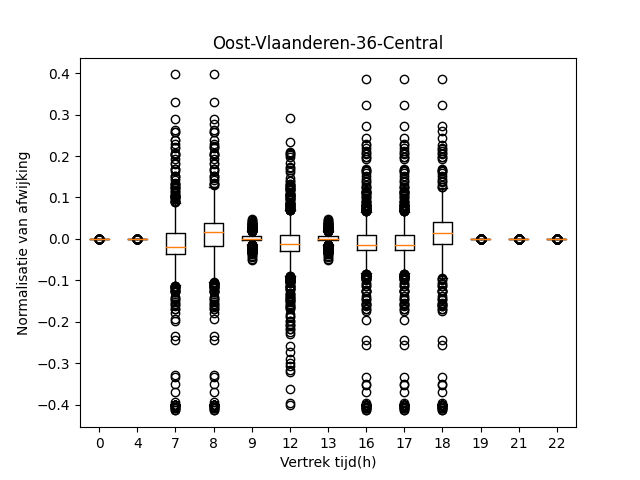 Oost-Vlaanderen-36-Central
Normalisatie van afwijking
0.4
0.3
0.2
0.1
0.0
−0.1
−0.2
−0.3
−0.4
0 4 7 8 9 12 13 16 17 18 19 21 22
Vertrek tijd(h)